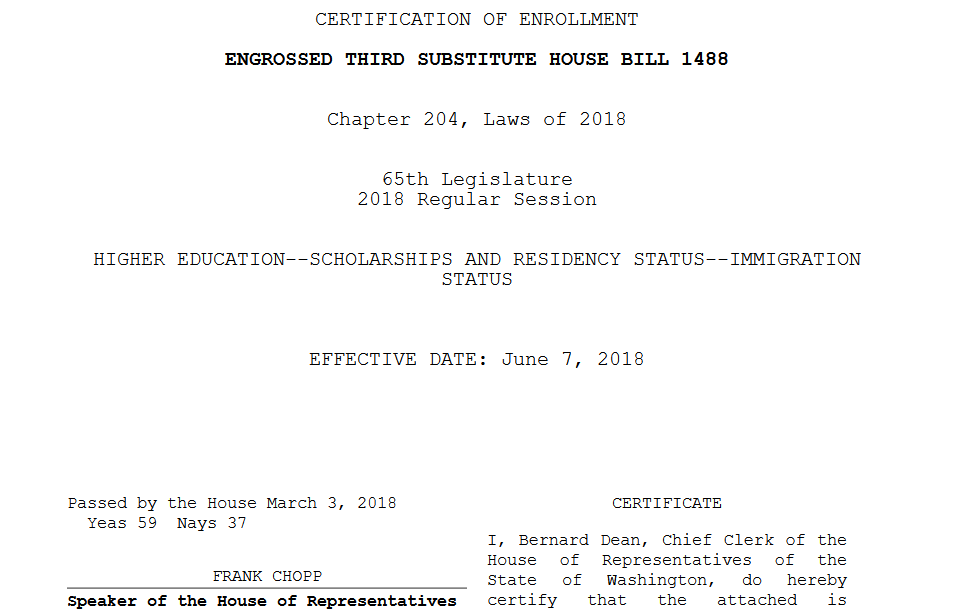 CERTIFICATION OF ENROLLMENT
ENGROSSED THIRD SUBSTITUTE HOUSE BILL 1488
Chapter 204, Laws of 2018
65th Legislature
2018 Regular Session
HIGHER EDUCATION--SCHOLARSHIPS AND RESIDENCY STATUS--IMMIGRATION
STATUS
EFFECTIVE DATE: June 7, 2018
Passed by the House March 3, 2018
Yeas 59  Nays 37
FRANK CHOPP
Speaker of the House of Representatives
CERTIFICATE
I, Bernard Dean, Chief Clerk of the
House of Representatives of the
State of Washington, do hereby
certify that the attached is